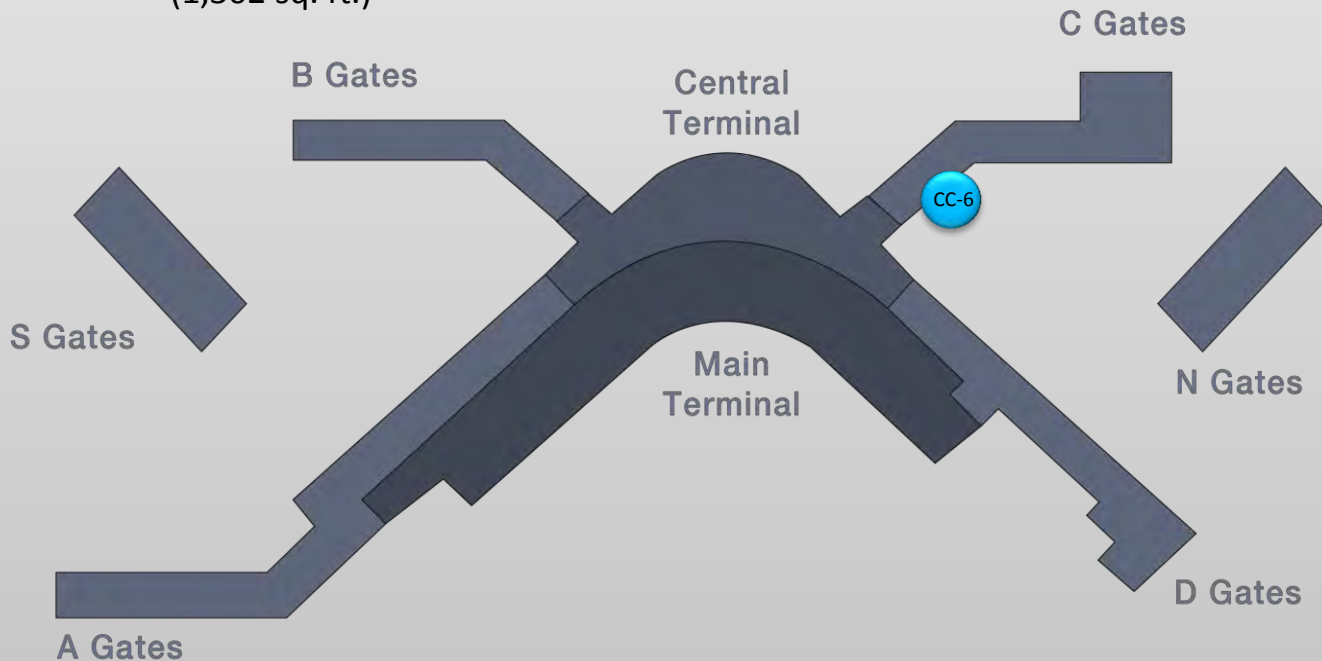 C Gates
B Gates
Central
Terminal
CC-6
S Gates
Main
Terminal
N Gates
D Gates
A Gates